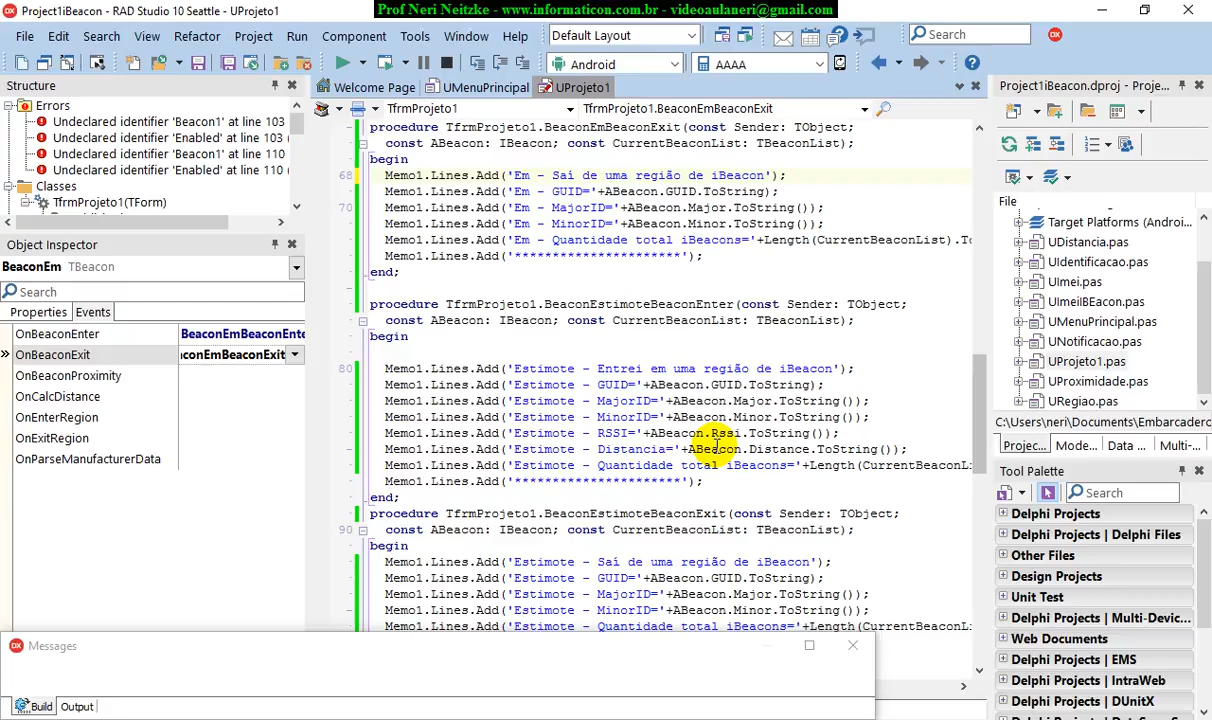 Project1iBeacon - RAD Studio 10 Seattle - UProjeto1
Prof Neri Neitzke - www.informaticon.com.br - videoaulaneri@gmail.com
File Edit Search View Refactor Project Run Component Tools Window Help
Default Layout
Search
Android
AAAA
Structure
Errors
Undeclared identifier 'Beacon1' at line 103
Undeclared identifier 'Enabled' at line 103
Undeclared identifier 'Beacon1' at line 110
Undeclared identifier 'Enabled' at line 110
Classes
TfrmProjeto1(TForm)
Object Inspector
BeaconEm TBeacon
Search
Properties Events
OnBeaconEnter BeaconEmBeaconEnte
OnBeaconExit conEmBeaconExit
OnBeaconProximity
OnCalcDistance
OnEnterRegion
OnExitRegion
OnParseManufacturerData
Welcome Page UMenuPrincipal UProjeto1
TfrmProjeto1 TfrmProjeto1.BeaconEmBeaconExit
procedure TfrmProjeto1.BeaconEmBeaconExit(const Sender: TObject;
const ABeacon: IBeacon; const CurrentBeaconList: TBeaconList);
begin
68 Memo1.Lines.Add('Em - Saí de uma região de iBeacon');
Memo1.Lines.Add('Em - GUID='+ABeacon.GUID.ToString);
70 Memo1.Lines.Add('Em - MajorID='+ABeacon.Major.ToString());
Memo1.Lines.Add('Em - MinorID='+ABeacon.Minor.ToString());
Memo1.Lines.Add('Em - Quantidade total iBeacons='+Length(CurrentBeaconList).To
Memo1.Lines.Add('**********************');
end;
procedure TfrmProjeto1.BeaconEstimoteBeaconEnter(const Sender: TObject;
const ABeacon: IBeacon; const CurrentBeaconList: TBeaconList);
begin
80 Memo1.Lines.Add('Estimote - Entrei em uma região de iBeacon');
Memo1.Lines.Add('Estimote - GUID='+ABeacon.GUID.ToString);
Memo1.Lines.Add('Estimote - MajorID='+ABeacon.Major.ToString());
Memo1.Lines.Add('Estimote - MinorID='+ABeacon.Minor.ToString());
Memo1.Lines.Add('Estimote - RSSI='+ABeacon.Rssi.ToString());
Memo1.Lines.Add('Estimote - Distancia='+ABeacon.Distance.ToString());
Memo1.Lines.Add('Estimote - Quantidade total iBeacons='+Length(CurrentBeaconL
Memo1.Lines.Add('**********************');
end;
procedure TfrmProjeto1.BeaconEstimoteBeaconExit(const Sender: TObject;
90 const ABeacon: IBeacon; const CurrentBeaconList: TBeaconList);
begin
Memo1.Lines.Add('Estimote - Saí de uma região de iBeacon');
Memo1.Lines.Add('Estimote - GUID='+ABeacon.GUID.ToString);
Memo1.Lines.Add('Estimote - MajorID='+ABeacon.Major.ToString());
Memo1.Lines.Add('Estimote - MinorID='+ABeacon.Minor.ToString());
Memo1.Lines.Add('Estimote - Quantidade total iBeacons='+Length(CurrentBeaconL
Messages
Build Output
Project1iBeacon.dproj - Proje...
File
Target Platforms (Androi...
UDistancia.pas
UIdentificacao.pas
UImei.pas
UmeiIBEacon.pas
UMenuPrincipal.pas
UNotificacao.pas
UProjeto1.pas
UProximidade.pas
URegiao.pas
C:\Users\neri\Documents\Embarcadero
Projec... Mode... Data ... Multi-...
Tool Palette
Search
Delphi Projects
Delphi Projects | Delphi Files
Other Files
Design Projects
Unit Test
Delphi Projects | Multi-Devic...
Web Documents
Delphi Projects | EMS
Delphi Projects | IntraWeb
Delphi Projects | DUnitX